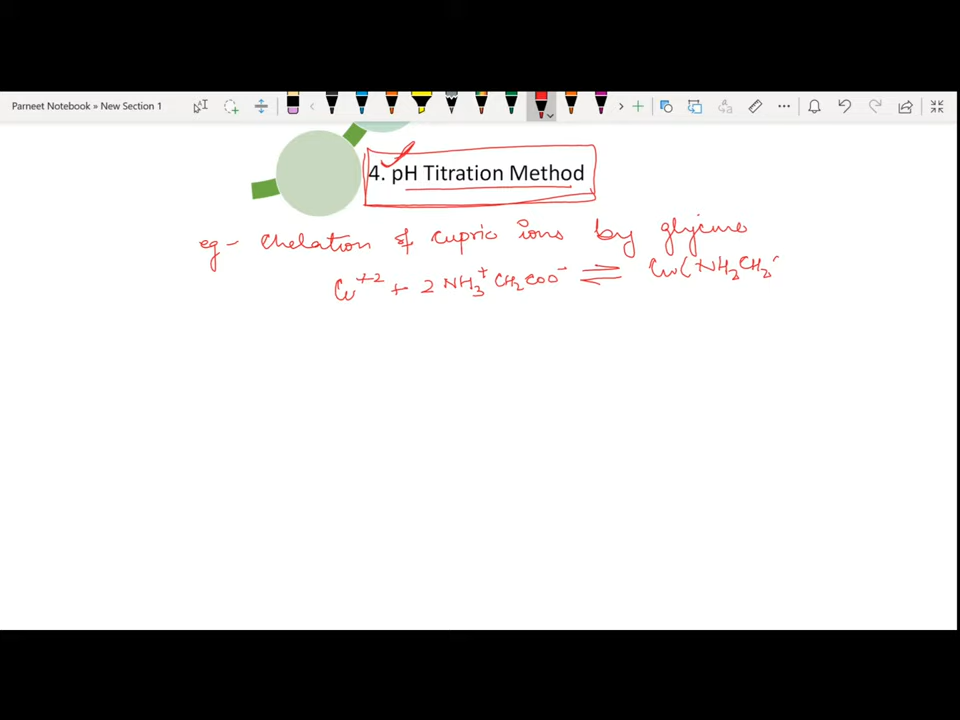 Parneet Notebook » New Section 1
4. pH Titration Method
eg - Chelation of cupric ions by glycine
Cu+2 + 2 NH3+ CH2COO- ⇌ Cu(NH2CH2